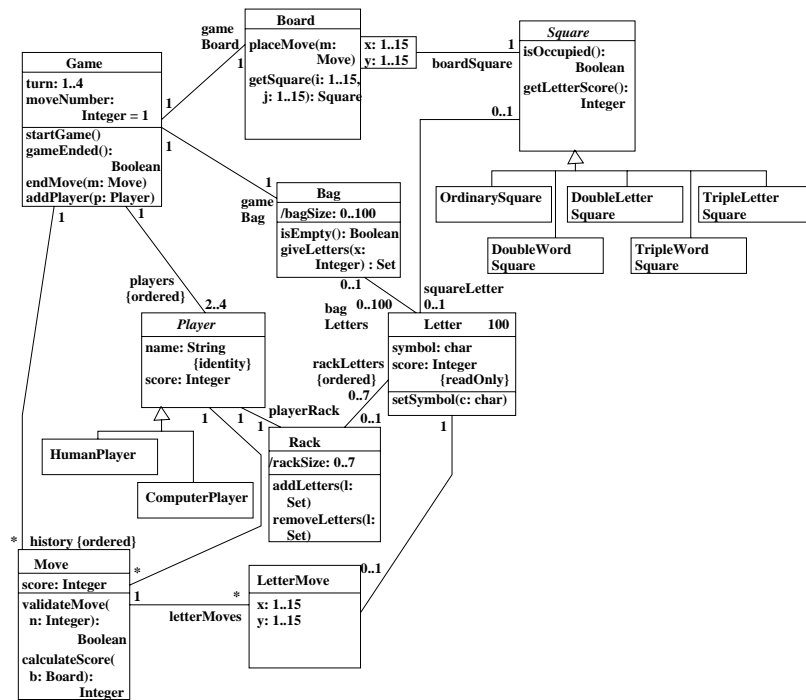 Game
turn: 1..4
moveNumber:
Integer = 1
startGame()
gameEnded():
Boolean
endMove(m: Move)
addPlayer(p: Player)
1
1
1
1
game
Board
1
Board
placeMove(m:
Move)
getSquare(i: 1..15,
j: 1..15): Square
x: 1..15
y: 1..15
1
boardSquare
Square
isOccupied():
Boolean
getLetterScore():
Integer
0..1
OrdinarySquare
DoubleLetter
Square
TripleLetter
Square
DoubleWord
Square
TripleWord
Square
1
game
Bag
Bag
/bagSize: 0..100
isEmpty(): Boolean
giveLetters(x:
Integer) : Set
0..1
0..100
bag
Letters
squareLetter
0..1
players
{ordered}
2..4
Player
name: String
{identity}
score: Integer
1
1
1
playerRack
HumanPlayer
ComputerPlayer
Letter 100
symbol: char
score: Integer
{readOnly}
setSymbol(c: char)
1
rackLetters
{ordered}
0..7
0..1
Rack
/rackSize: 0..7
addLetters(l:
Set)
removeLetters(l:
Set)
* history {ordered}
*
Move
score: Integer
validateMove(
n: Integer):
Boolean
calculateScore(
b: Board):
Integer
1
*
letterMoves
LetterMove
x: 1..15
y: 1..15
0..1